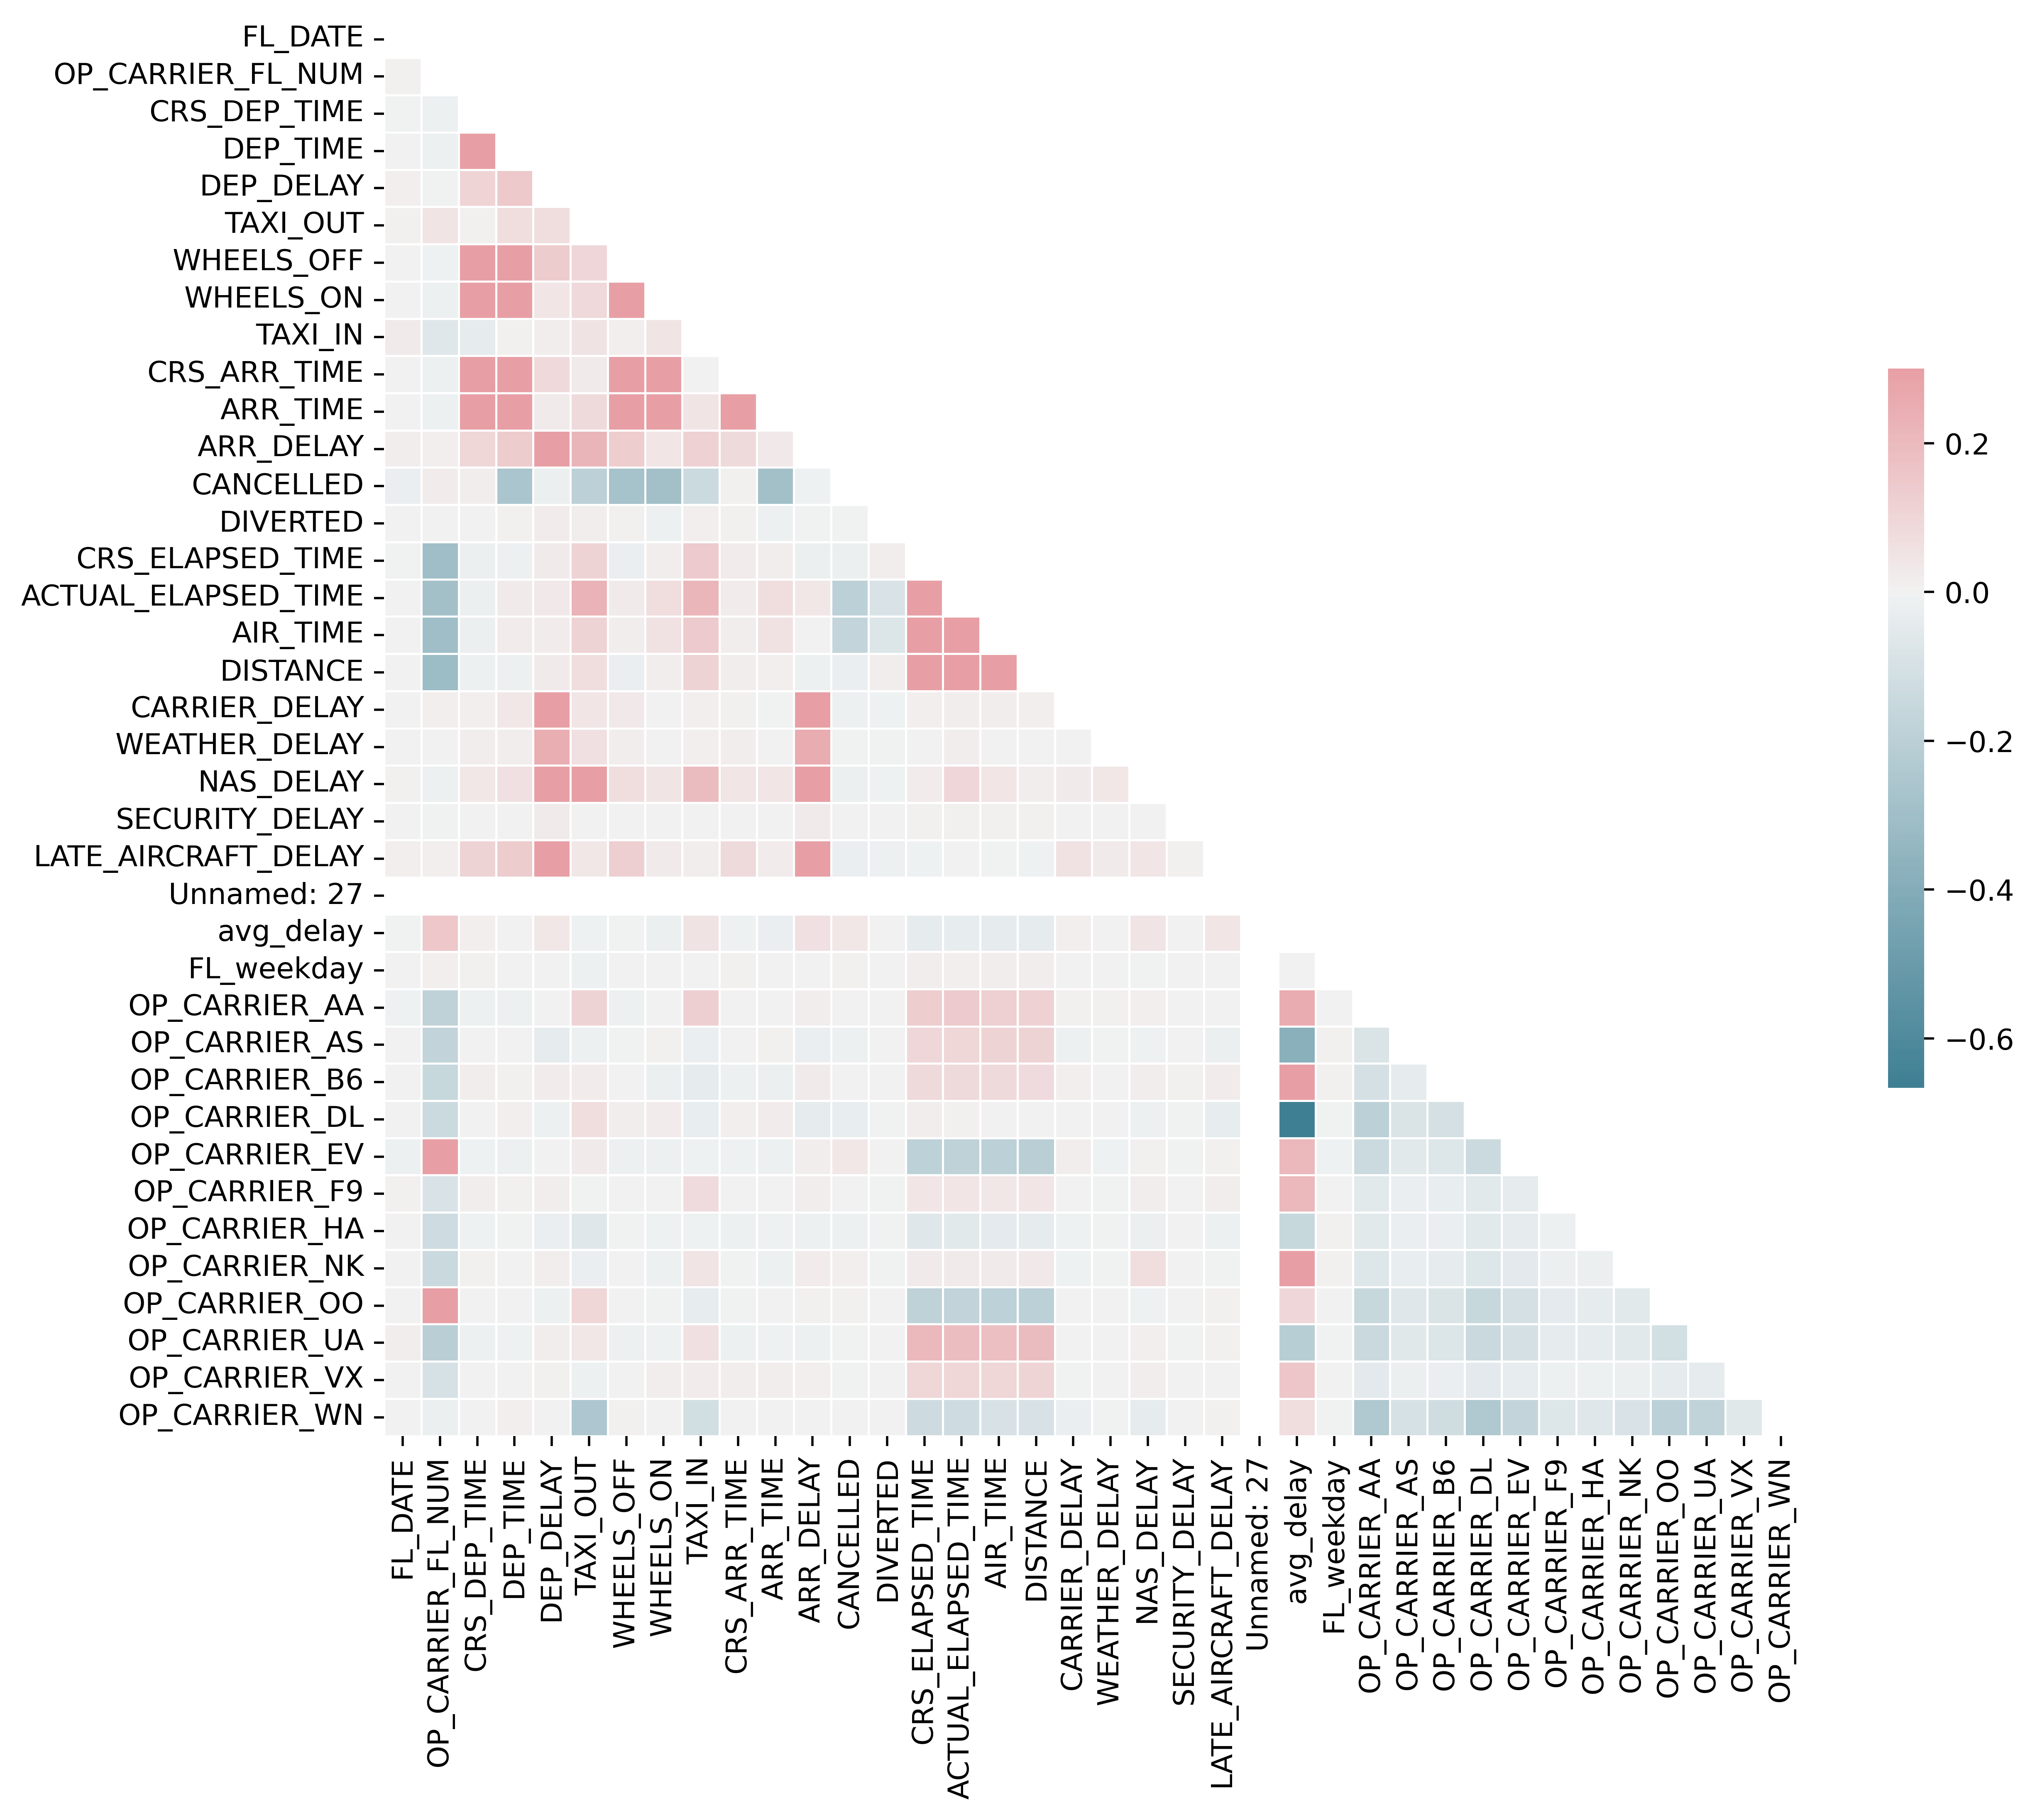 FL_DATE
OP_CARRIER_FL_NUM
CRS_DEP_TIME
DEP_TIME
DEP_DELAY
TAXI_OUT
WHEELS_OFF
WHEELS_ON
TAXI_IN
CRS_ARR_TIME
ARR_TIME
ARR_DELAY
CANCELLED
DIVERTED
CRS_ELAPSED_TIME
ACTUAL_ELAPSED_TIME
AIR_TIME
DISTANCE
CARRIER_DELAY
WEATHER_DELAY
NAS_DELAY
SECURITY_DELAY
LATE_AIRCRAFT_DELAY
Unnamed: 27
avg_delay
FL_weekday
OP_CARRIER_AA
OP_CARRIER_AS
OP_CARRIER_B6
OP_CARRIER_DL
OP_CARRIER_EV
OP_CARRIER_F9
OP_CARRIER_HA
OP_CARRIER_NK
OP_CARRIER_OO
OP_CARRIER_UA
OP_CARRIER_VX
OP_CARRIER_WN
FL_DATE
OP_CARRIER_FL_NUM
CRS_DEP_TIME
DEP_TIME
DEP_DELAY
TAXI_OUT
WHEELS_OFF
WHEELS_ON
TAXI_IN
CRS_ARR_TIME
ARR_TIME
ARR_DELAY
CANCELLED
DIVERTED
CRS_ELAPSED_TIME
ACTUAL_ELAPSED_TIME
AIR_TIME
DISTANCE
CARRIER_DELAY
WEATHER_DELAY
NAS_DELAY
SECURITY_DELAY
LATE_AIRCRAFT_DELAY
Unnamed: 27
avg_delay
FL_weekday
OP_CARRIER_AA
OP_CARRIER_AS
OP_CARRIER_B6
OP_CARRIER_DL
OP_CARRIER_EV
OP_CARRIER_F9
OP_CARRIER_HA
OP_CARRIER_NK
OP_CARRIER_OO
OP_CARRIER_UA
OP_CARRIER_VX
OP_CARRIER_WN
0.2
0.0
−0.2
−0.4
−0.6